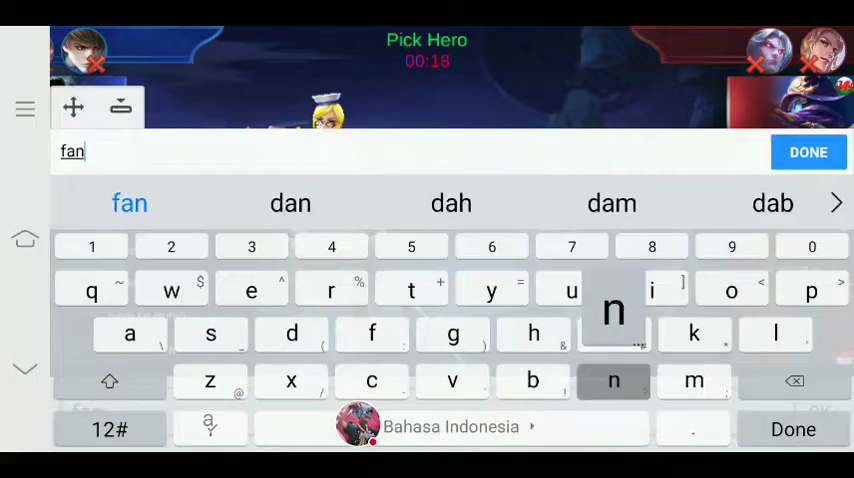 Pick Hero
00:18
fan
DONE
fan dan dah dam dab
1 2 3 4 5 6 7 8 9 0
q ~ w $ e ^ r % t + y = u n i ] o < p >
a \ s _ d ( f : g ) h & k * l '
z @ x / c - v b ! n m ;
12# a Bahasa Indonesia . Done